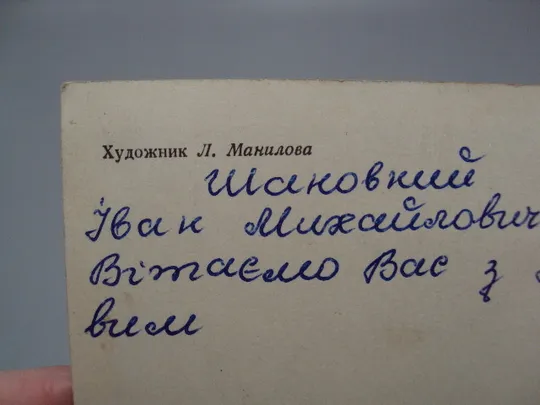 Художник Л. Манилова
Шановний
Іван Михайлович
Вітаємо Вас з
вим